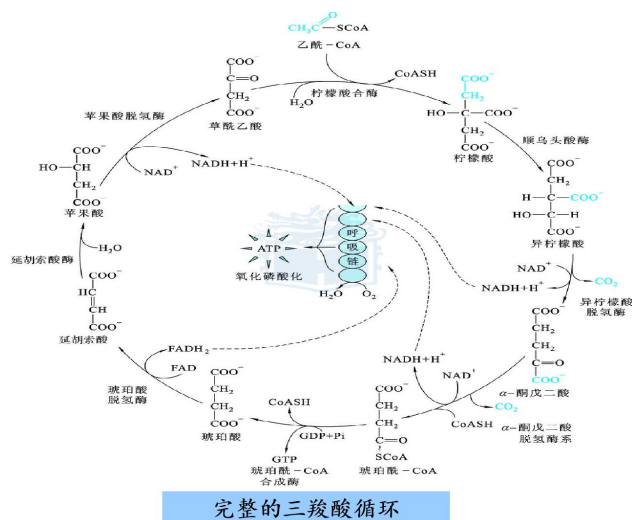 CH₃C
O
SCoA
乙酰-CoA
H₂O
柠檬酸合酶
CoASH
COO⁻
C=O
CH₂
COO⁻
草酰乙酸
COO⁻
CH₂
HO-C-COO⁻
CH₂
COO⁻
柠檬酸
顺乌头酸酶
COO⁻
CH₂
H-C-COO⁻
HO-C-H
COO⁻
异柠檬酸
NAD⁺
NADH+H⁺
CO₂
异柠檬酸
脱氢酶
COO⁻
CH₂
CH₂
C=O
COO⁻
α-酮戊二酸
NAD⁺
NADH+H⁺
CoASH
CO₂
α-酮戊二酸
脱氢酶系
COO⁻
CH₂
CH₂
C=O
SCoA
琥珀酰-CoA
CoASH
GDP+Pi
GTP
琥珀酰-CoA
合成酶
COO⁻
CH₂
CH₂
COO⁻
琥珀酸
FAD
FADH₂
琥珀酸
脱氢酶
COO⁻
CH
CH
COO⁻
延胡索酸
延胡索酸酶
H₂O
COO⁻
HO-CH
CH₂
COO⁻
苹果酸
苹果酸脱氢酶
NAD⁺
NADH+H⁺
呼
吸
链
ATP
氧化磷酸化
H₂O
O₂
完整的三羧酸循环